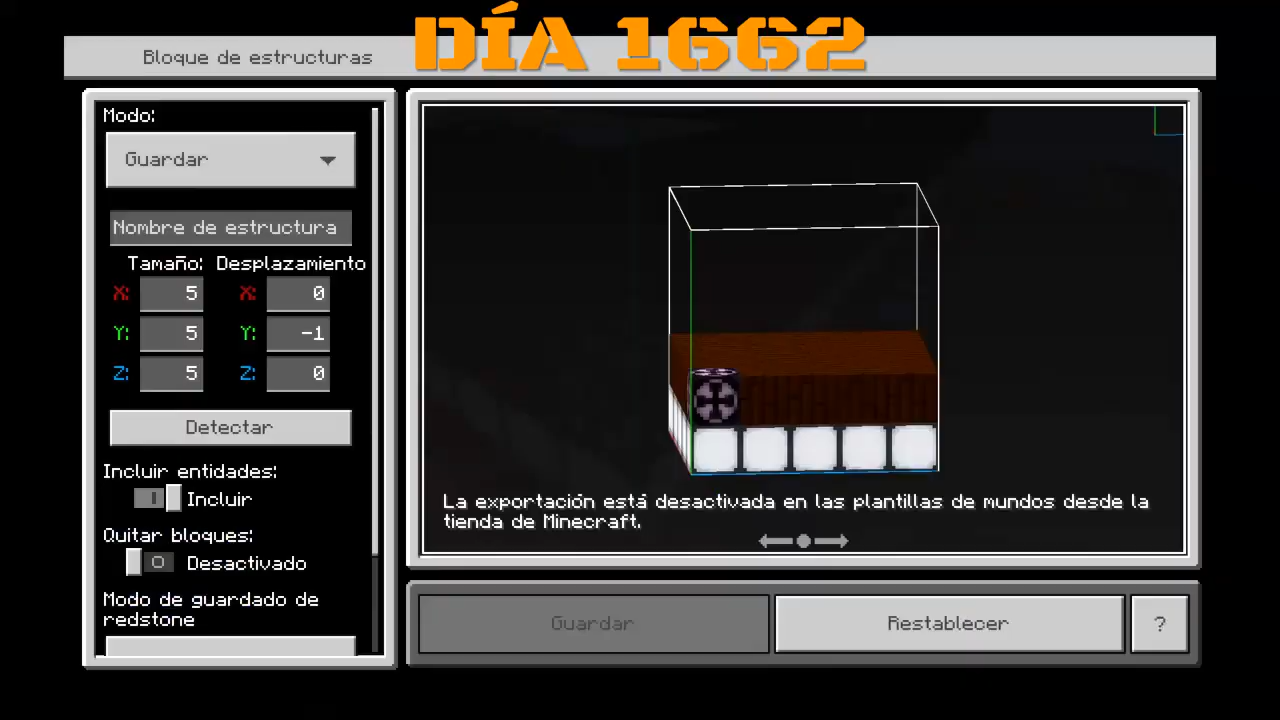 DÍA 1662
Bloque de estructuras
Modo:
Guardar
Nombre de estructura
Tamaño: Desplazamiento
X: 5 X: 0
Y: 5 Y: -1
Z: 5 Z: 0
Detectar
Incluir entidades:
Incluir
Quitar bloques:
Desactivado
Modo de guardado de
redstone
La exportación está desactivada en las plantillas de mundos desde la
tienda de Minecraft.
Guardar
Restablecer
?